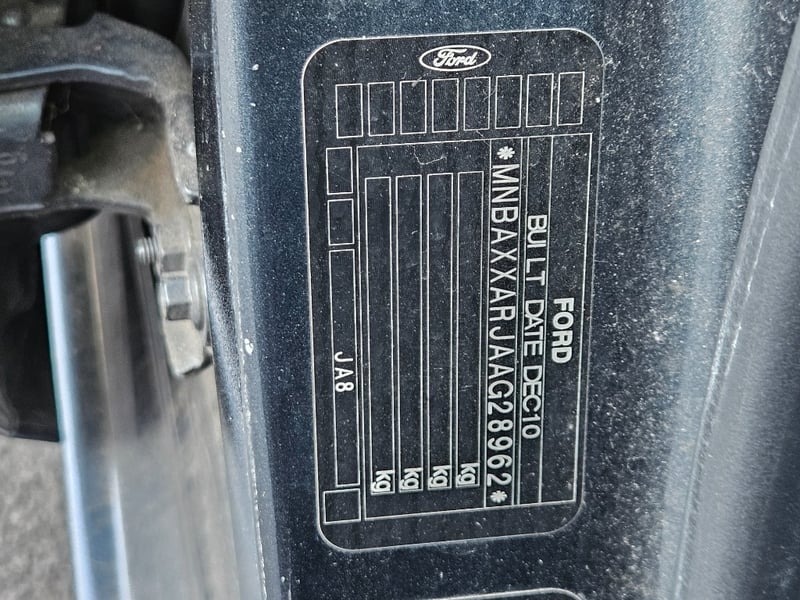 Ford
FORD
BUILT DATE DEC10
*MNBAXXARJAAG28962*
kg
kg
kg
kg
JA8